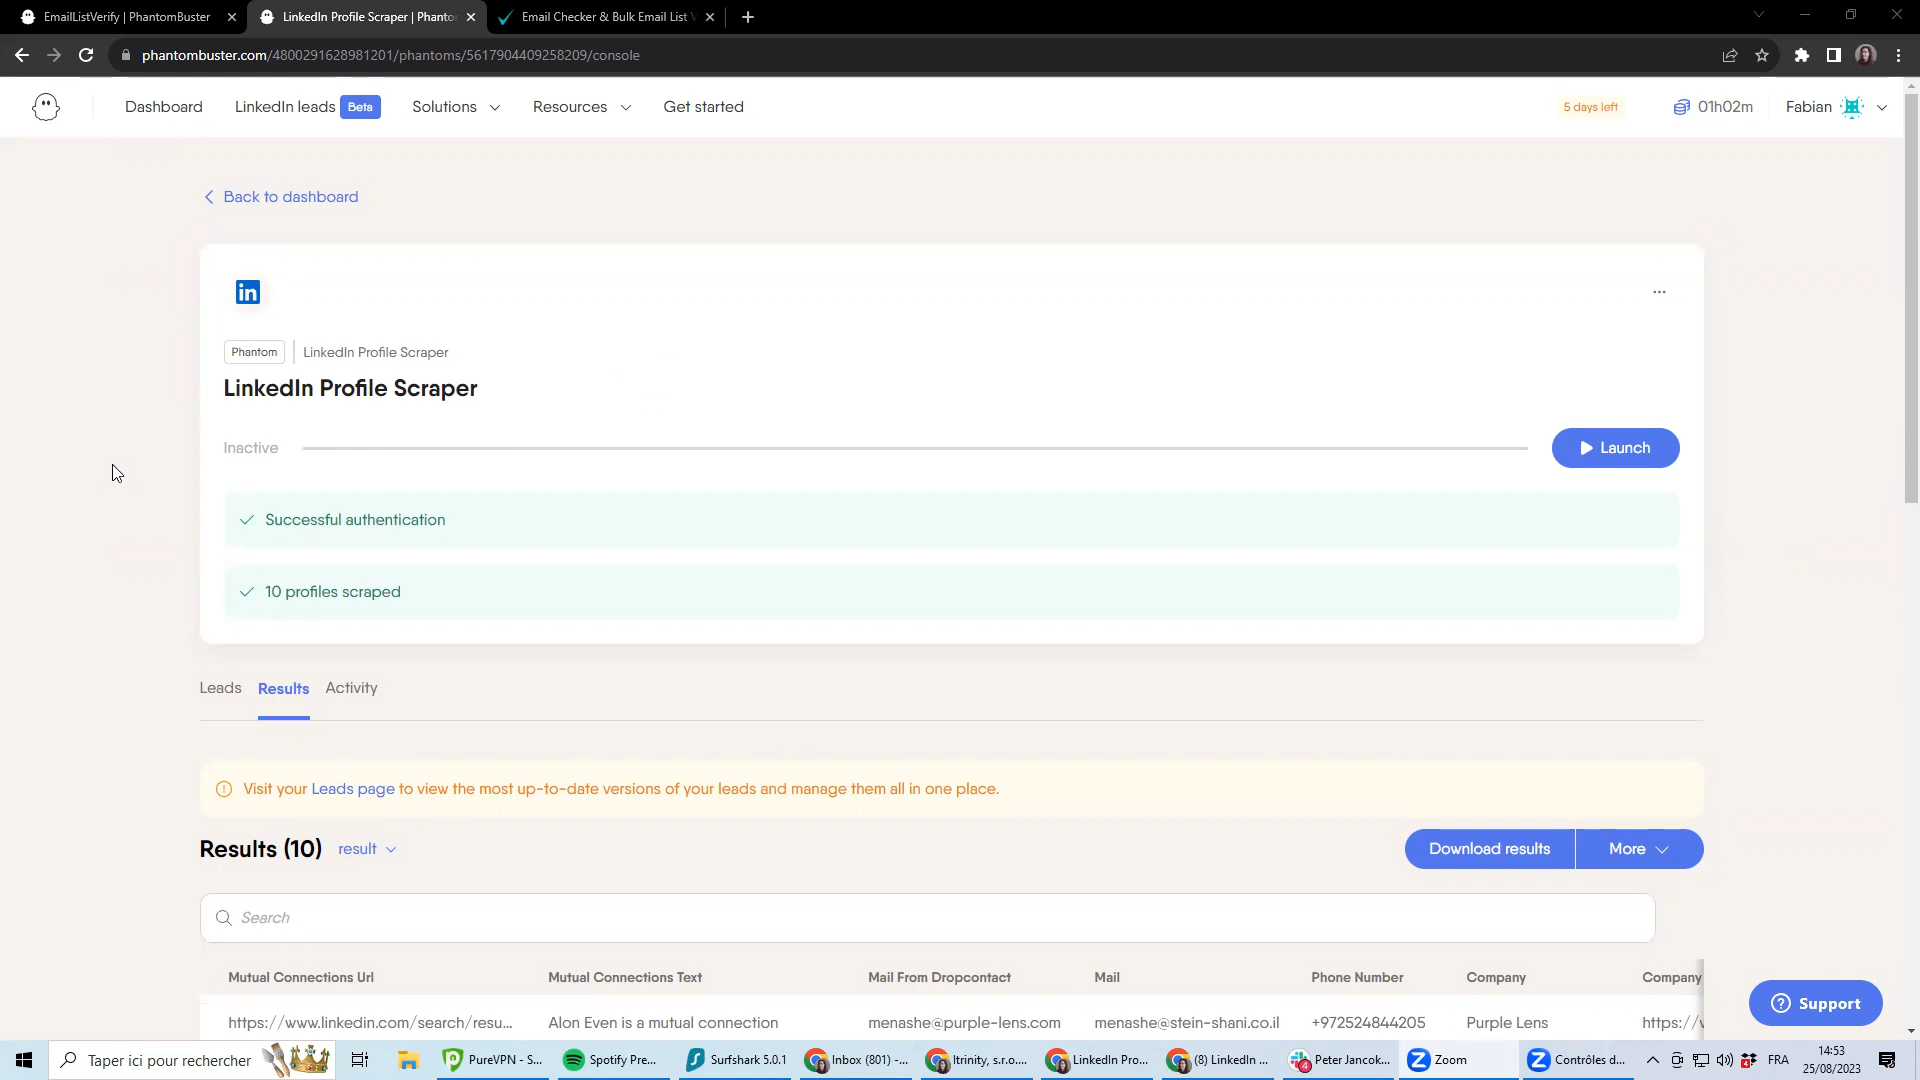 EmailListVerify | PhantomBuster
LinkedIn Profile Scraper | Phanto
Email Checker & Bulk Email List V
phantombuster.com/4800291628981201/phantoms/5617904409258209/console
Dashboard
LinkedIn leads Beta
Solutions
Resources
Get started
5 days left
01h02m
Fabian
Back to dashboard
in
...
Phantom
LinkedIn Profile Scraper
LinkedIn Profile Scraper
Inactive
Launch
Successful authentication
10 profiles scraped
Leads Results Activity
Visit your Leads page to view the most up-to-date versions of your leads and manage them all in one place.
Results (10) result
Download results
More
Search
Mutual Connections Url Mutual Connections Text Mail From Dropcontact Mail Phone Number Company Company
https://www.linkedin.com/search/resu... Alon Even is a mutual connection menashe@purple-lens.com menashe@stein-shani.co.il +972524844205 Purple Lens https://v
Support
Taper ici pour rechercher
PureVPN - S...
Spotify Pre...
Surfshark 5.0.1
Inbox (801) -...
Itrinity, s.r.o....
LinkedIn Pro...
(8) LinkedIn ...
4
Peter Jancok...
Zoom
Contrôles d...
FRA
14:53
25/08/2023